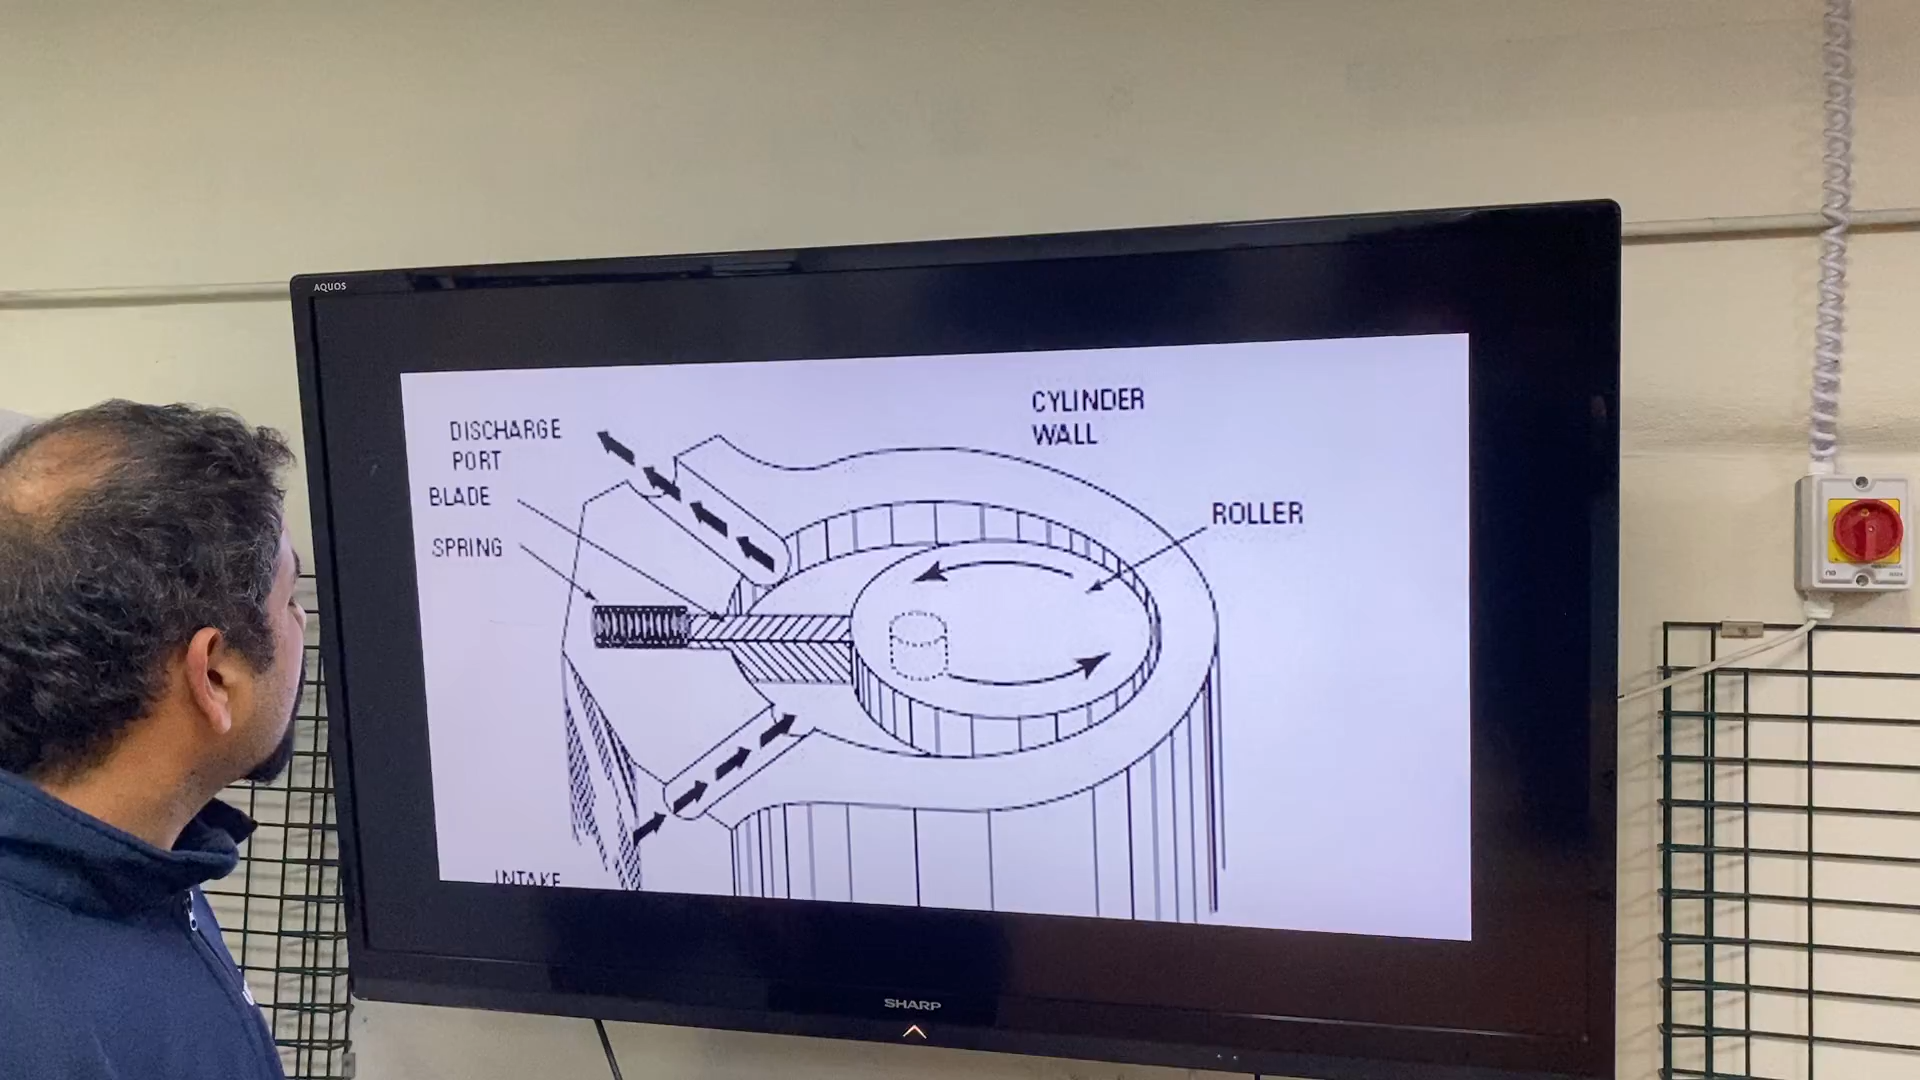 AQUOS
DISCHARGE
PORT
BLADE
SPRING
CYLINDER
WALL
ROLLER
INTAKE
SHARP